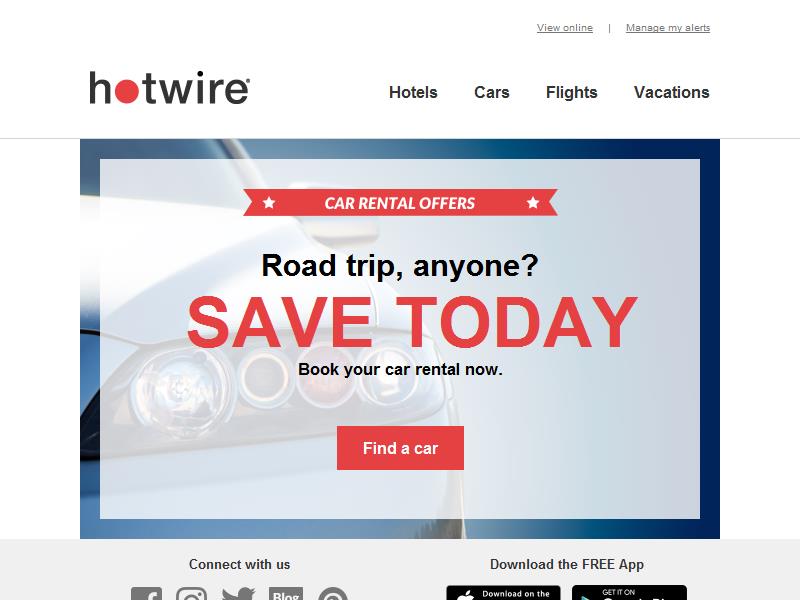 View online | Manage my alerts
hotwire
Hotels Cars Flights Vacations
CAR RENTAL OFFERS
Road trip, anyone?
SAVE TODAY
Book your car rental now.
Find a car
Connect with us
Download the FREE App
Blog
Download on the
GET IT ON